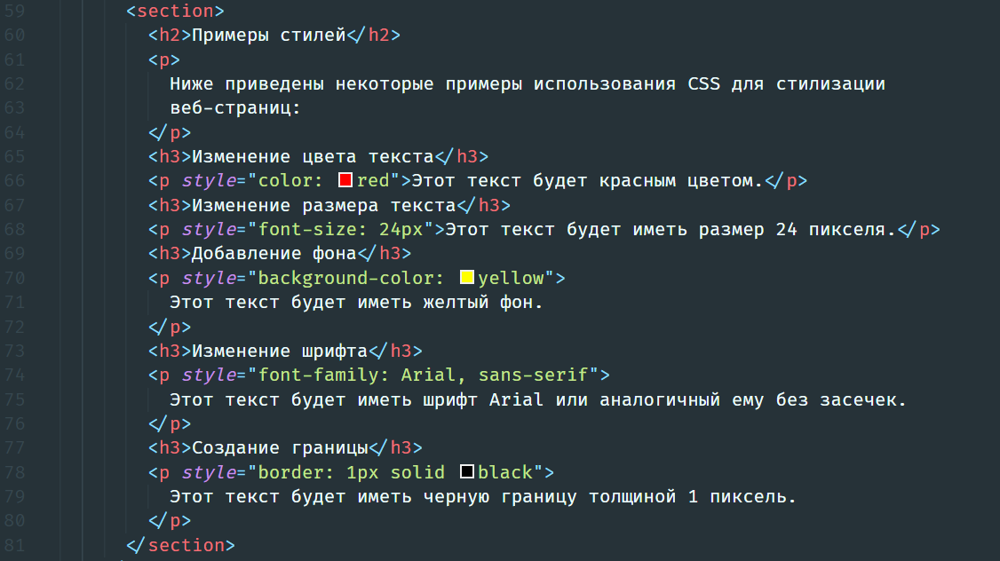 59 <section>
60 <h2>Примеры стилей</h2>
61 <p>
62 Ниже приведены некоторые примеры использования CSS для стилизации
63 веб-страниц:
64 </p>
65 <h3>Изменение цвета текста</h3>
66 <p style="color: red">Этот текст будет красным цветом.</p>
67 <h3>Изменение размера текста</h3>
68 <p style="font-size: 24px">Этот текст будет иметь размер 24 пикселя.</p>
69 <h3>Добавление фона</h3>
70 <p style="background-color: yellow">
71 Этот текст будет иметь желтый фон.
72 </p>
73 <h3>Изменение шрифта</h3>
74 <p style="font-family: Arial, sans-serif">
75 Этот текст будет иметь шрифт Arial или аналогичный ему без засечек.
76 </p>
77 <h3>Создание границы</h3>
78 <p style="border: 1px solid black">
79 Этот текст будет иметь черную границу толщиной 1 пиксель.
80 </p>
81 </section>